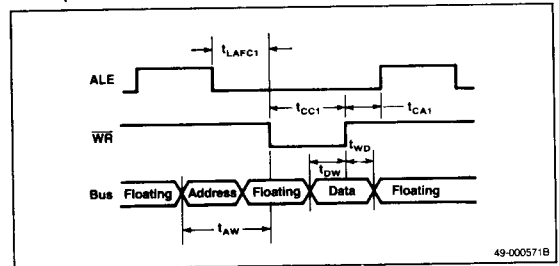 tLAFC1
ALE
tCC1
tCA1
WR
tWD
tDW
Bus Floating Address Floating Data Floating
tAW
49-000571B